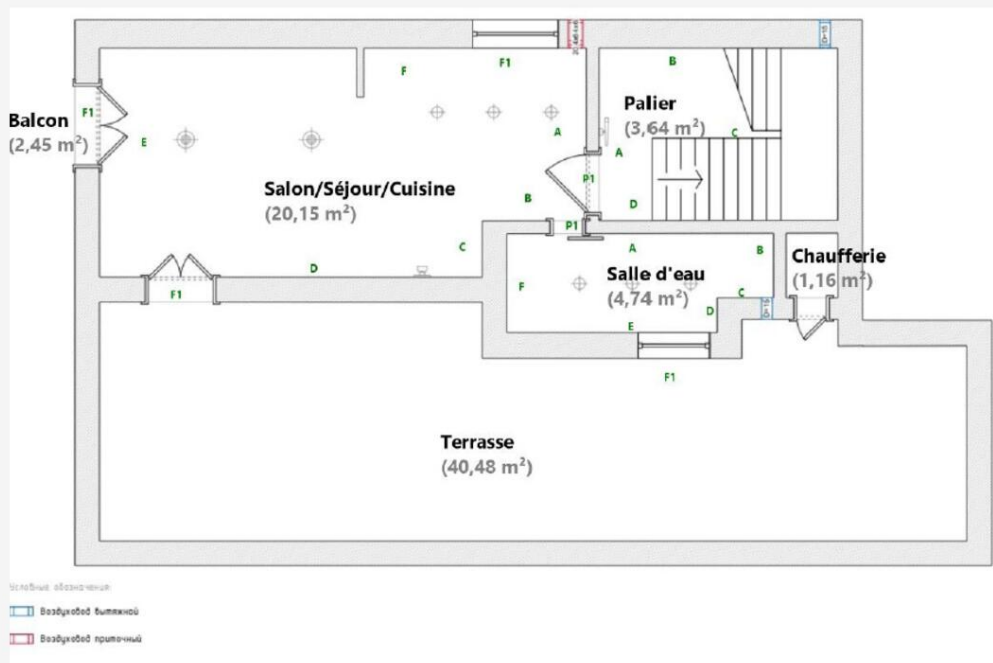 F
F1
B
D=15
Balcon
(2,45 m²)
F1
E
A
Palier
(3,64 m²)
C
A
Salon/Séjour/Cuisine
(20,15 m²)
P1
B
D
P1
C
D
F1
A
B
Chaufferie
(1,16 m²)
Salle d'eau
(4,74 m²)
F
C
D
D=15
E
F1
Terrasse
(40,48 m²)
Условные обозначения
Воздуховод вытяжной
Воздуховод приточный